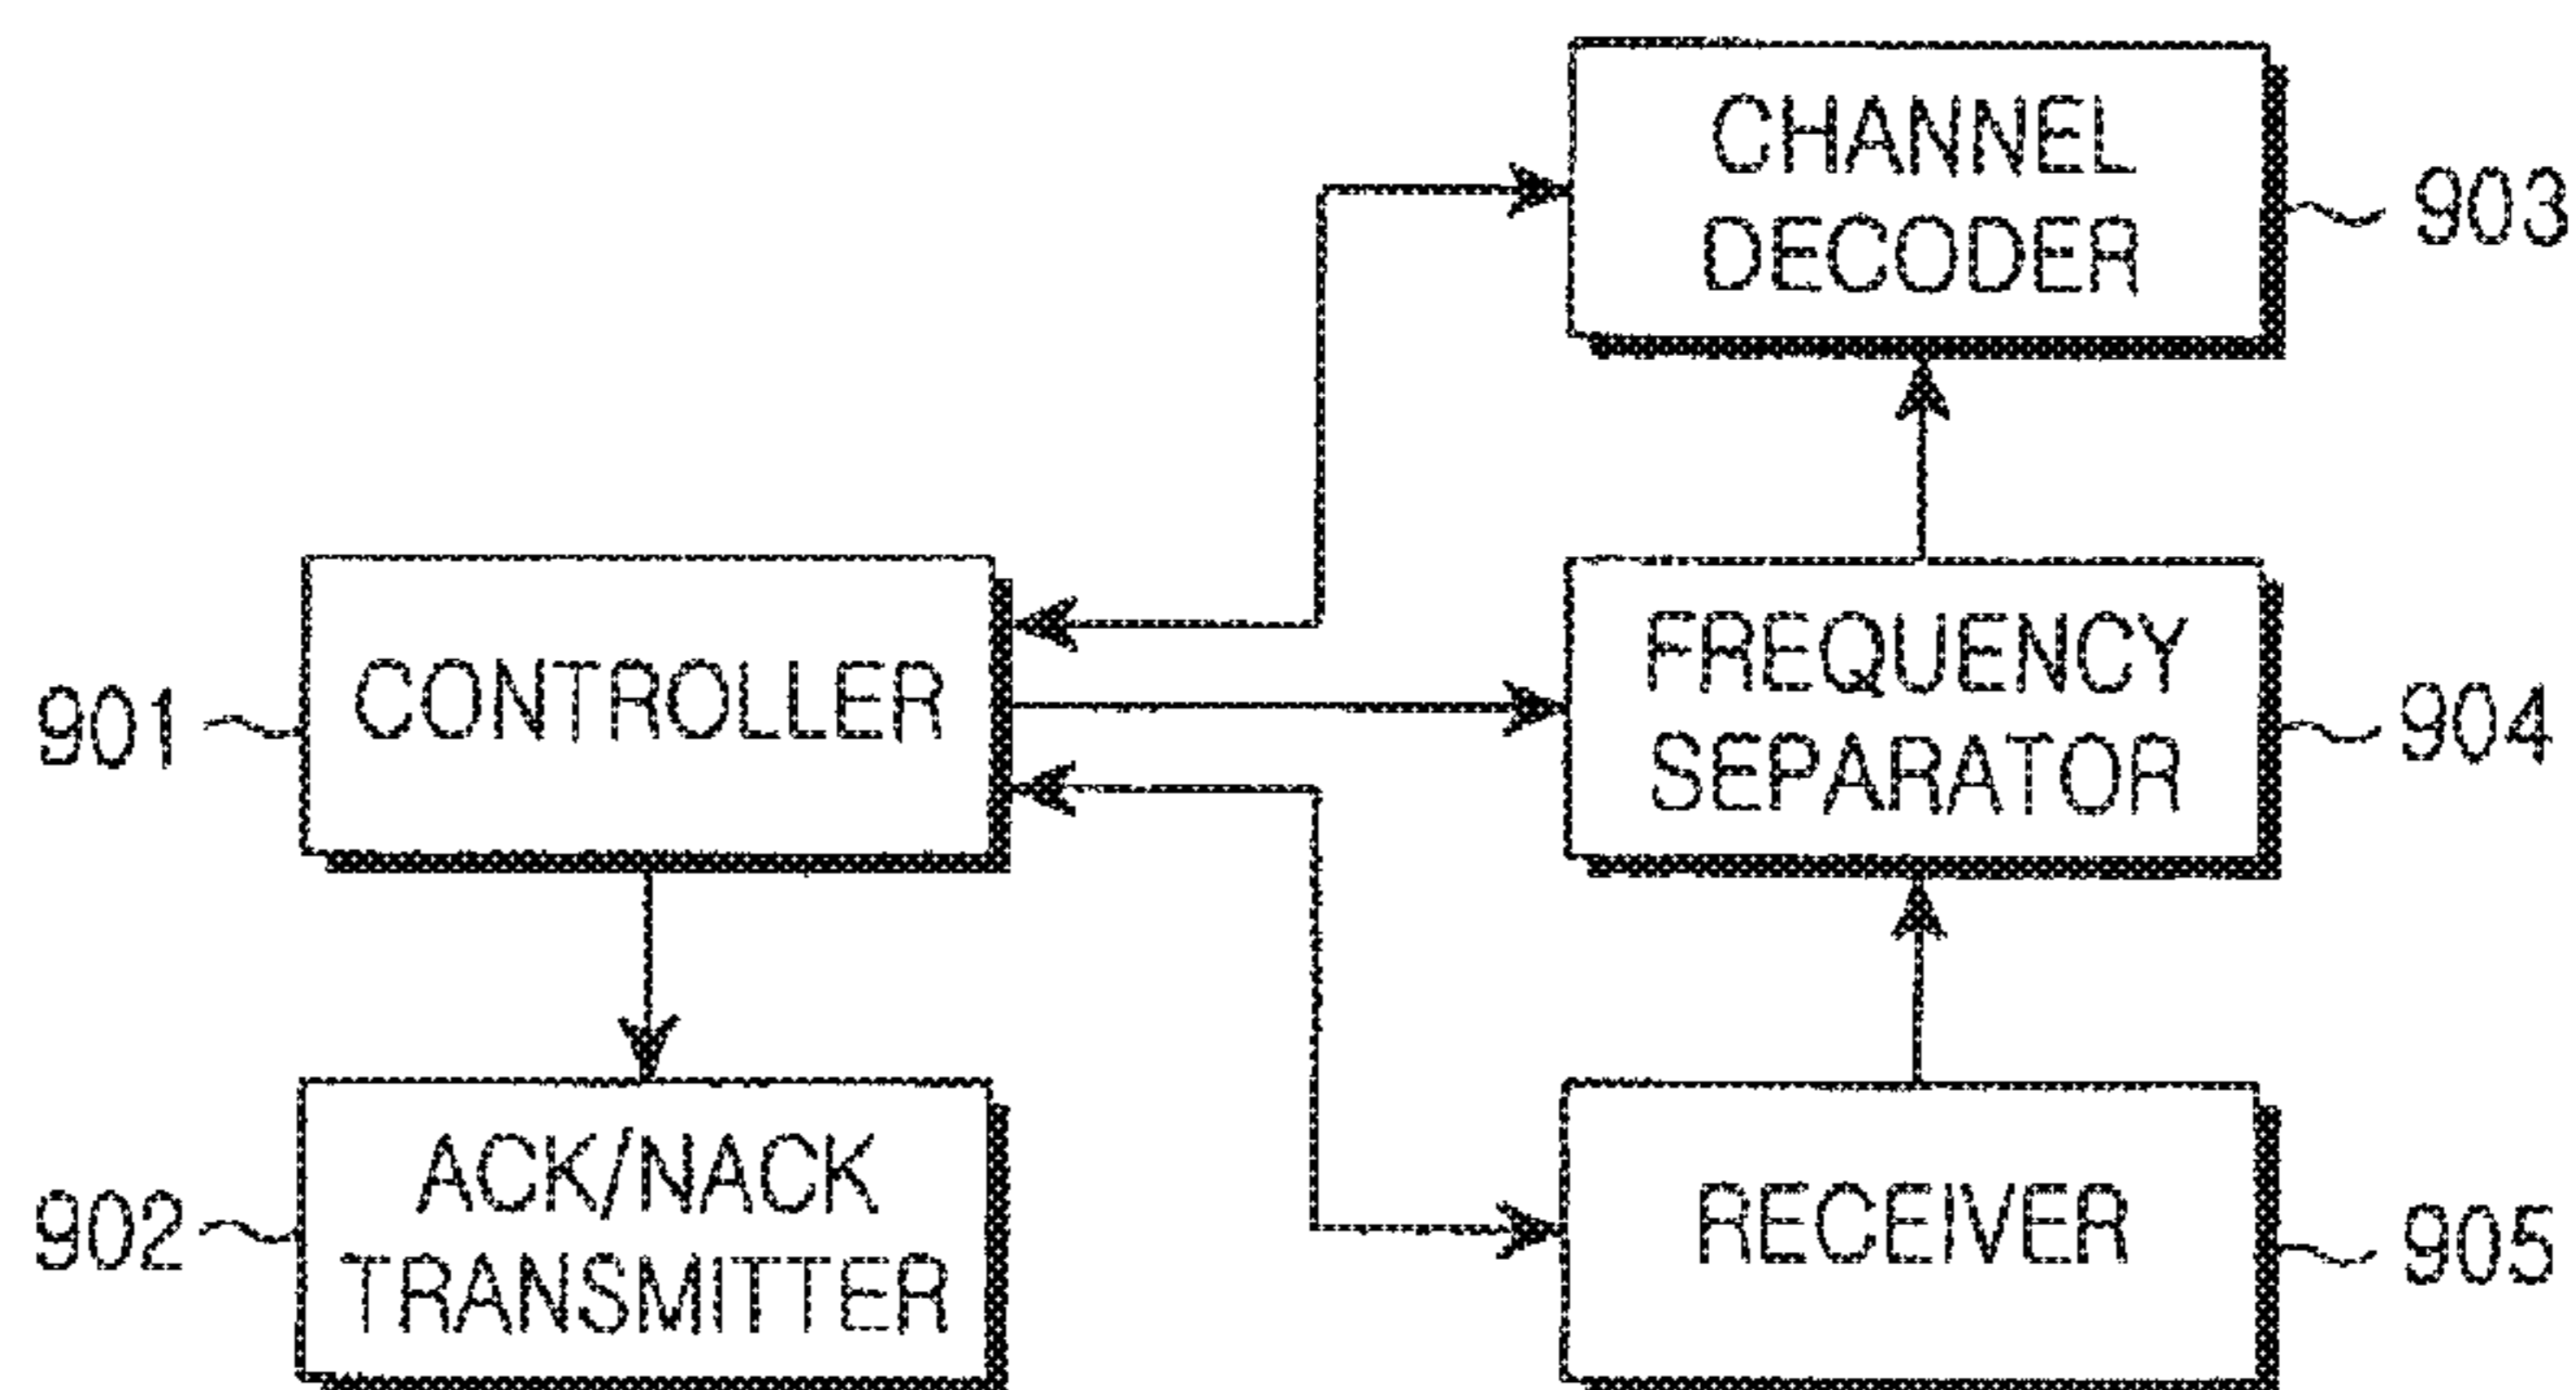 CHANNEL
DECODER
903
901
CONTROLLER
FREQUENCY
SEPARATOR
904
902
ACK/NACK
TRANSMITTER
RECEIVER
905